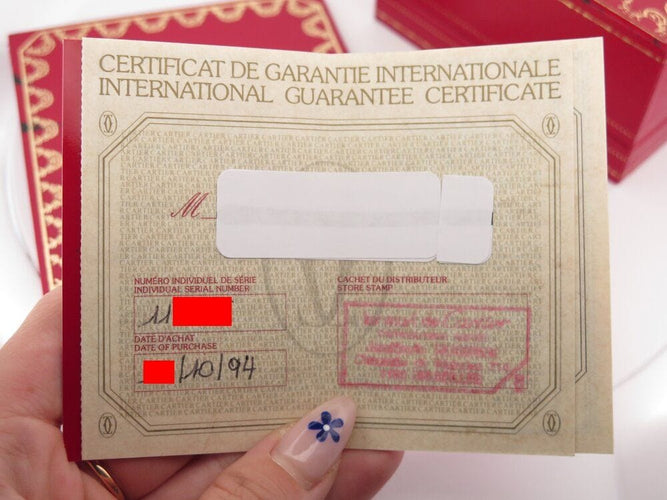 CERTIFICAT DE GARANTIE INTERNATIONALE
INTERNATIONAL GUARANTEE CERTIFICATE
M
NUMÉRO INDIVIDUEL DE SÉRIE
INDIVIDUAL SERIAL NUMBER
11
DATE D'ACHAT
DATE OF PURCHASE
/10/94
CACHET DU DISTRIBUTEUR
STORE STAMP